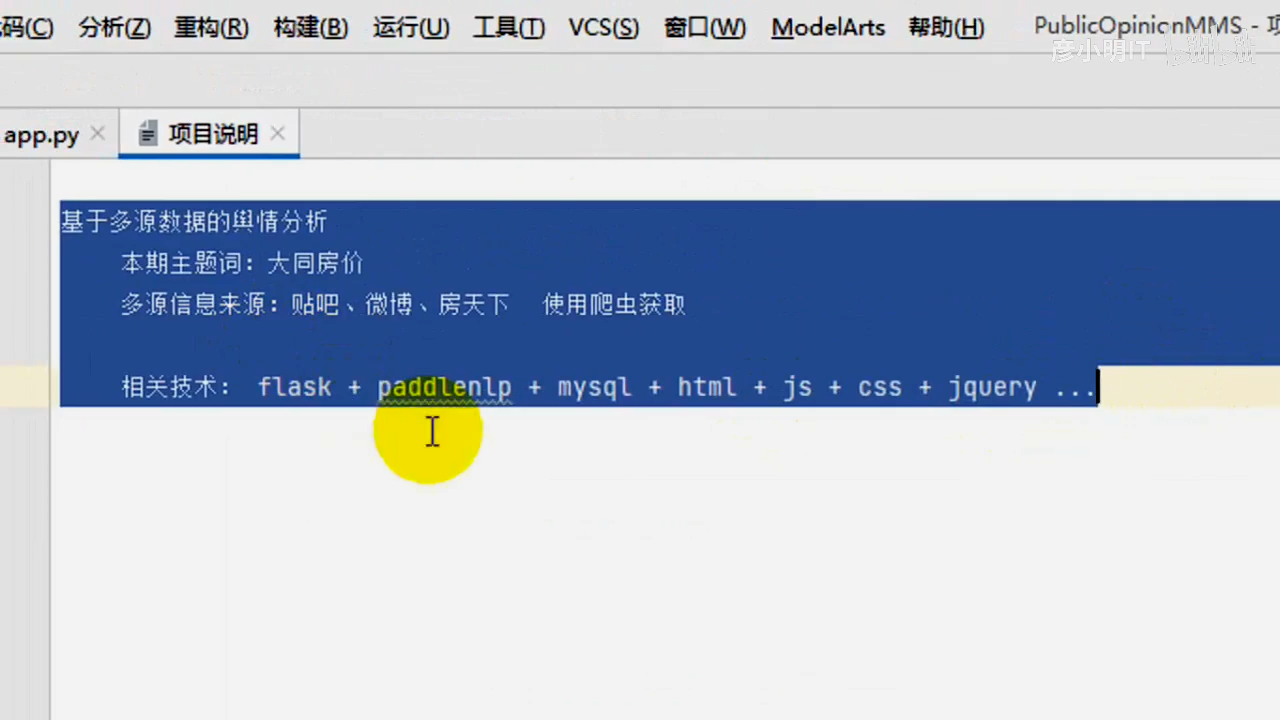 码(C) 分析(Z) 重构(R) 构建(B) 运行(U) 工具(T) VCS(S) 窗口(W) ModelArts 帮助(H) PublicOpinionMMS - 项
彦小明IT bilibili
app.py 项目说明
基于多源数据的舆情分析
本期主题词：大同房价
多源信息来源：贴吧、微博、房天下 使用爬虫获取
相关技术： flask + paddlenlp + mysql + html + js + css + jquery ...